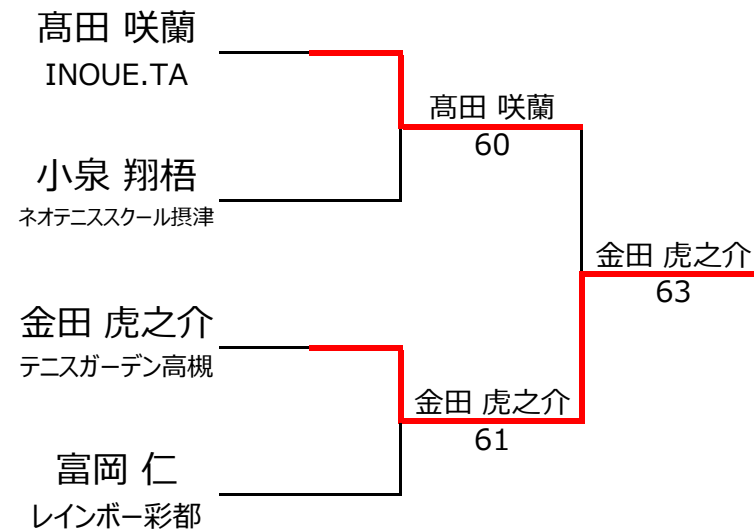 髙田 咲蘭
INOUE.TA
髙田 咲蘭
60
小泉 翔梧
ネオテニススクール摂津
金田 虎之介
63
金田 虎之介
テニスガーデン高槻
金田 虎之介
61
富岡 仁
レインボー彩都